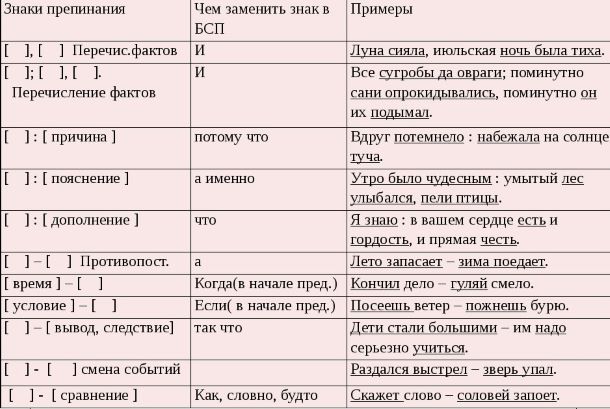 Знаки препинания Чем заменить знак в Примеры
БСП
[ ], [ ] Перечис.фактов И Луна сияла, июльская ночь была тиха.
[ ]; [ ], [ ]. И Все сугробы да овраги; поминутно
Перечисление фактов сани опрокидывались, поминутно он
их подымал.
[ ] : [ причина ] потому что Вдруг потемнело : набежала на солнце
туча.
[ ] : [ пояснение ] а именно Утро было чудесным : умытый лес
улыбался, пели птицы.
[ ] : [ дополнение ] что Я знаю : в вашем сердце есть и
гордость, и прямая честь.
[ ] – [ ] Противопост. а Лето запасает – зима поедает.
[ время ] – [ ] Когда(в начале пред.) Кончил дело – гуляй смело.
[ условие ] – [ ] Если( в начале пред.) Посеешь ветер – пожнешь бурю.
[ ] – [ вывод, следствие] так что Дети стали большими – им надо
серьезно учиться.
[ ] - [ ] смена событий Раздался выстрел – зверь упал.
[ ] - [ сравнение ] Как, словно, будто Скажет слово – соловей запоет.